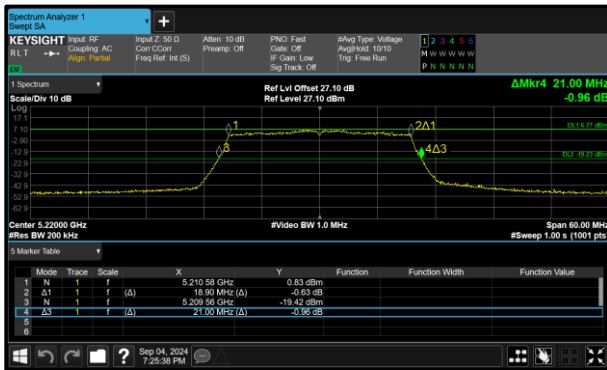 Spectrum Analyzer 1
Swept SA
+
KEYSIGHT Input: RF Input Z: 50 Ω Atten: 10 dB PNO: Fast #Avg Type: Voltage 1 2 3 4 5 6
RLT Coupling: AC Corr CCorr Preamp: Off Gate: Off Avg|Hold: 10/10 M W W W W W
Align: Partial Freq Ref: Int (S) IF Gain: Low Trig: Free Run
Sig Track: Off P N N N N N
1 Spectrum
Ref Lvl Offset 27.10 dB ΔMkr4 21.00 MHz
Scale/Div 10 dB Ref Level 27.10 dBm -0.96 dB
Log
17.1
7.10 1 2Δ1 DL1 6.77 dBm
-2.90
-12.9 3 4Δ3 DL2 -19.23 dBm
-22.9
-32.9
-42.9
-52.9
-62.9
Center 5.22000 GHz #Video BW 1.0 MHz Span 60.00 MHz
#Res BW 200 kHz #Sweep 1.00 s (1001 pts)
5 Marker Table
Mode Trace Scale X Y Function Function Width Function Value
1 N 1 f 5.210 58 GHz 0.83 dBm
2 Δ1 1 f (Δ) 18.90 MHz (Δ) -0.63 dB
3 N 1 f 5.209 56 GHz -19.42 dBm
4 Δ3 1 f (Δ) 21.00 MHz (Δ) -0.96 dB
5
6
? Sep 04, 2024
7:25:38 PM